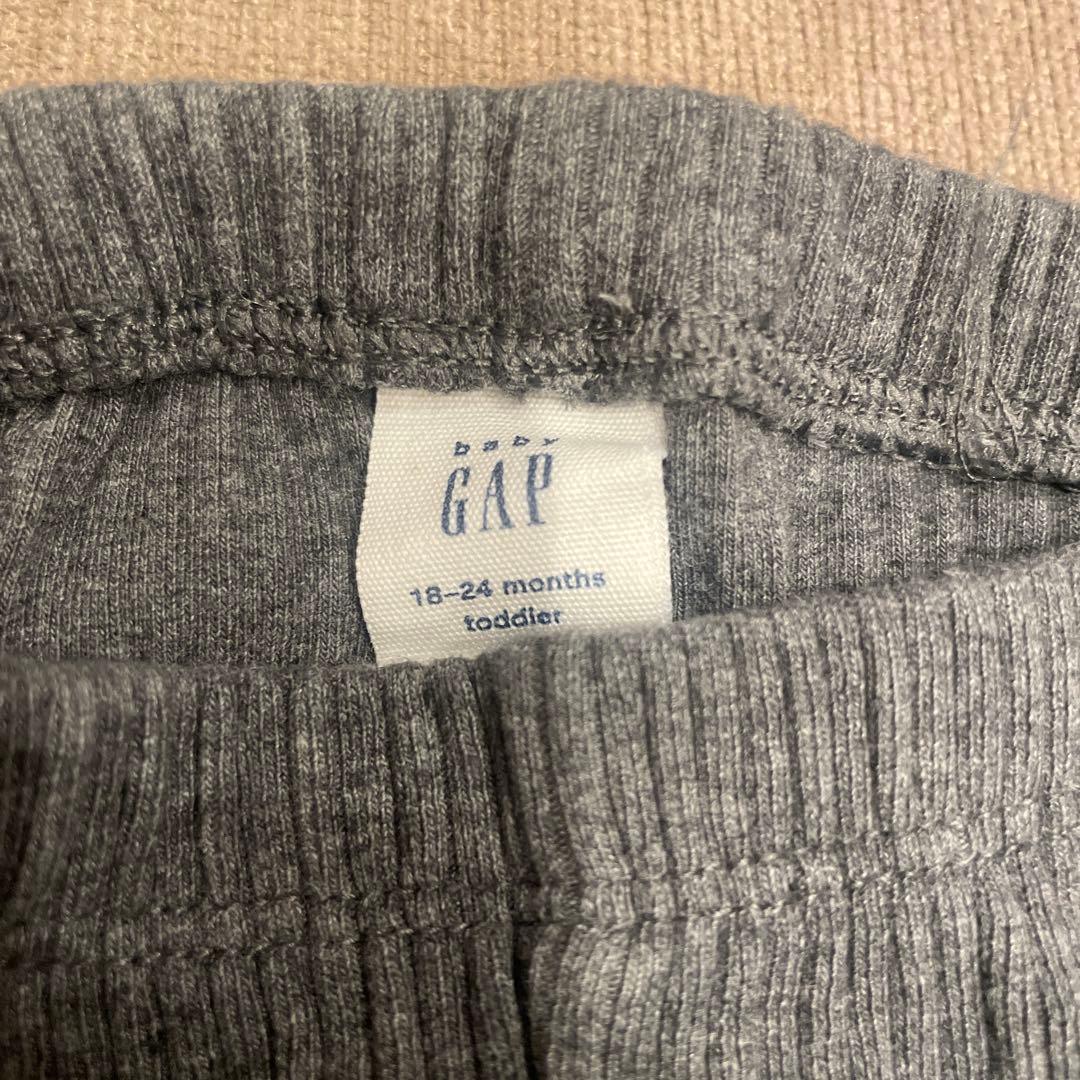 baby
GAP
18-24 months
toddler